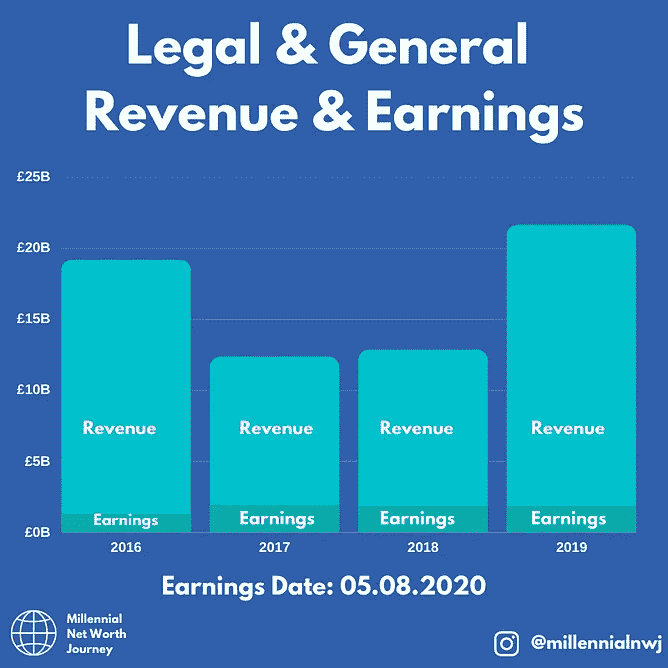 Legal & General
Revenue & Earnings
£25B
£20B
£15B
£10B
£5B
£0B
Revenue
Revenue
Revenue
Revenue
Earnings
Earnings
Earnings
Earnings
2016
2017
2018
2019
Earnings Date: 05.08.2020
Millennial
Net Worth
Journey
@millennialnwj